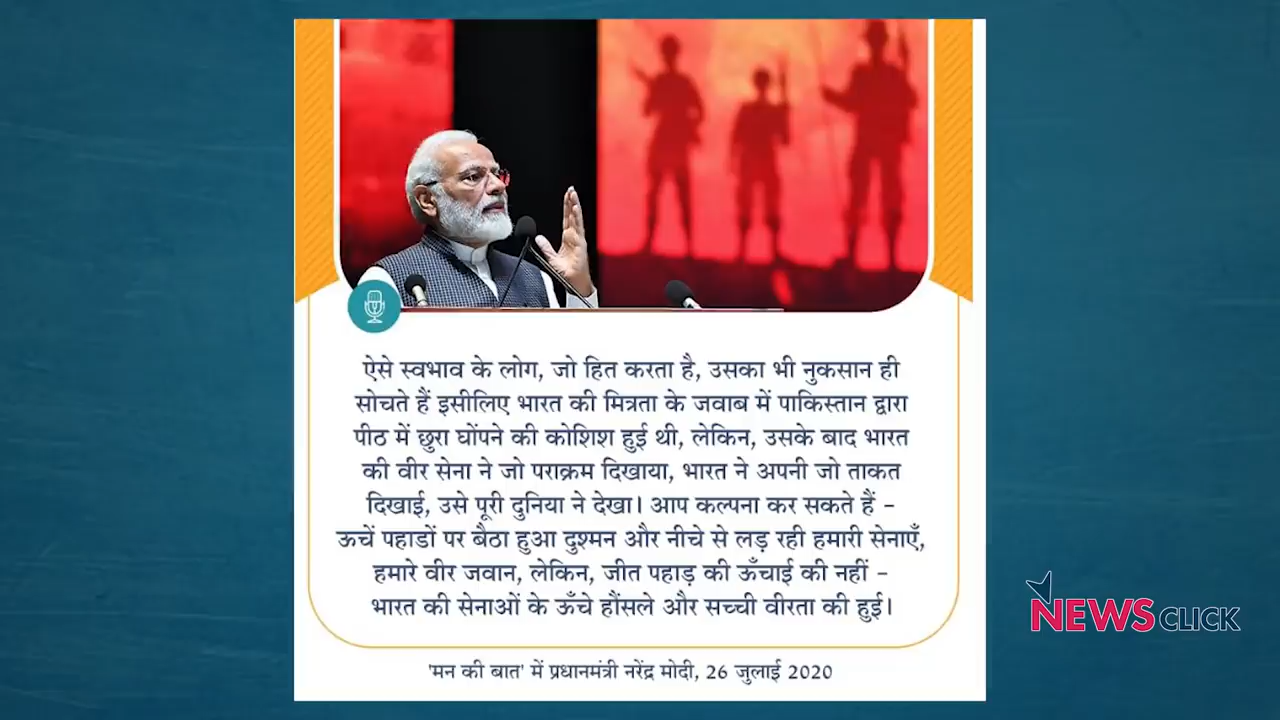 ऐसे स्वभाव के लोग, जो हित करता है, उसका भी नुकसान ही
सोचते हैं इसीलिए भारत की मित्रता के जवाब में पाकिस्तान द्वारा
पीठ में छुरा घोंपने की कोशिश हुई थी, लेकिन, उसके बाद भारत
की वीर सेना ने जो पराक्रम दिखाया, भारत ने अपनी जो ताकत
दिखाई, उसे पूरी दुनिया ने देखा। आप कल्पना कर सकते हैं -
ऊचें पहाडों पर बैठा हुआ दुश्मन और नीचे से लड़ रही हमारी सेनाएँ,
हमारे वीर जवान, लेकिन, जीत पहाड़ की ऊँचाई की नहीं -
भारत की सेनाओं के ऊँचे हौंसले और सच्ची वीरता की हुई।
'मन की बात' में प्रधानमंत्री नरेंद्र मोदी, 26 जुलाई 2020
NEWSCLICK